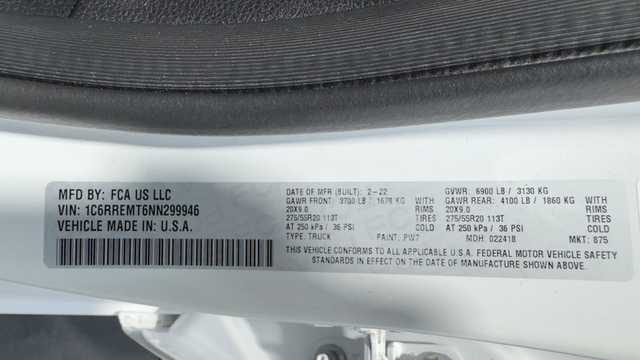 MFD BY: FCA US LLC
VIN: 1C6RREMT6NN299946
VEHICLE MADE IN: U.S.A.
DATE OF MFR (BUILT): 2-22 GVWR: 6900 LB / 3130 KG
GAWR FRONT: 3700 LB / 1678 KG WITH GAWR REAR: 4100 LB / 1860 KG WITH
20X9.0 RIMS 20X9.0 RIMS
275/55R20 113T TIRES 275/55R20 113T TIRES
AT 250 kPa / 36 PSI COLD AT 250 kPa / 36 PSI COLD
TYPE: TRUCK PAINT: PW7 MDH: 022418 MKT: 875
THIS VEHICLE CONFORMS TO ALL APPLICABLE U.S.A. FEDERAL MOTOR VEHICLE SAFETY
STANDARDS IN EFFECT ON THE DATE OF MANUFACTURE SHOWN ABOVE.